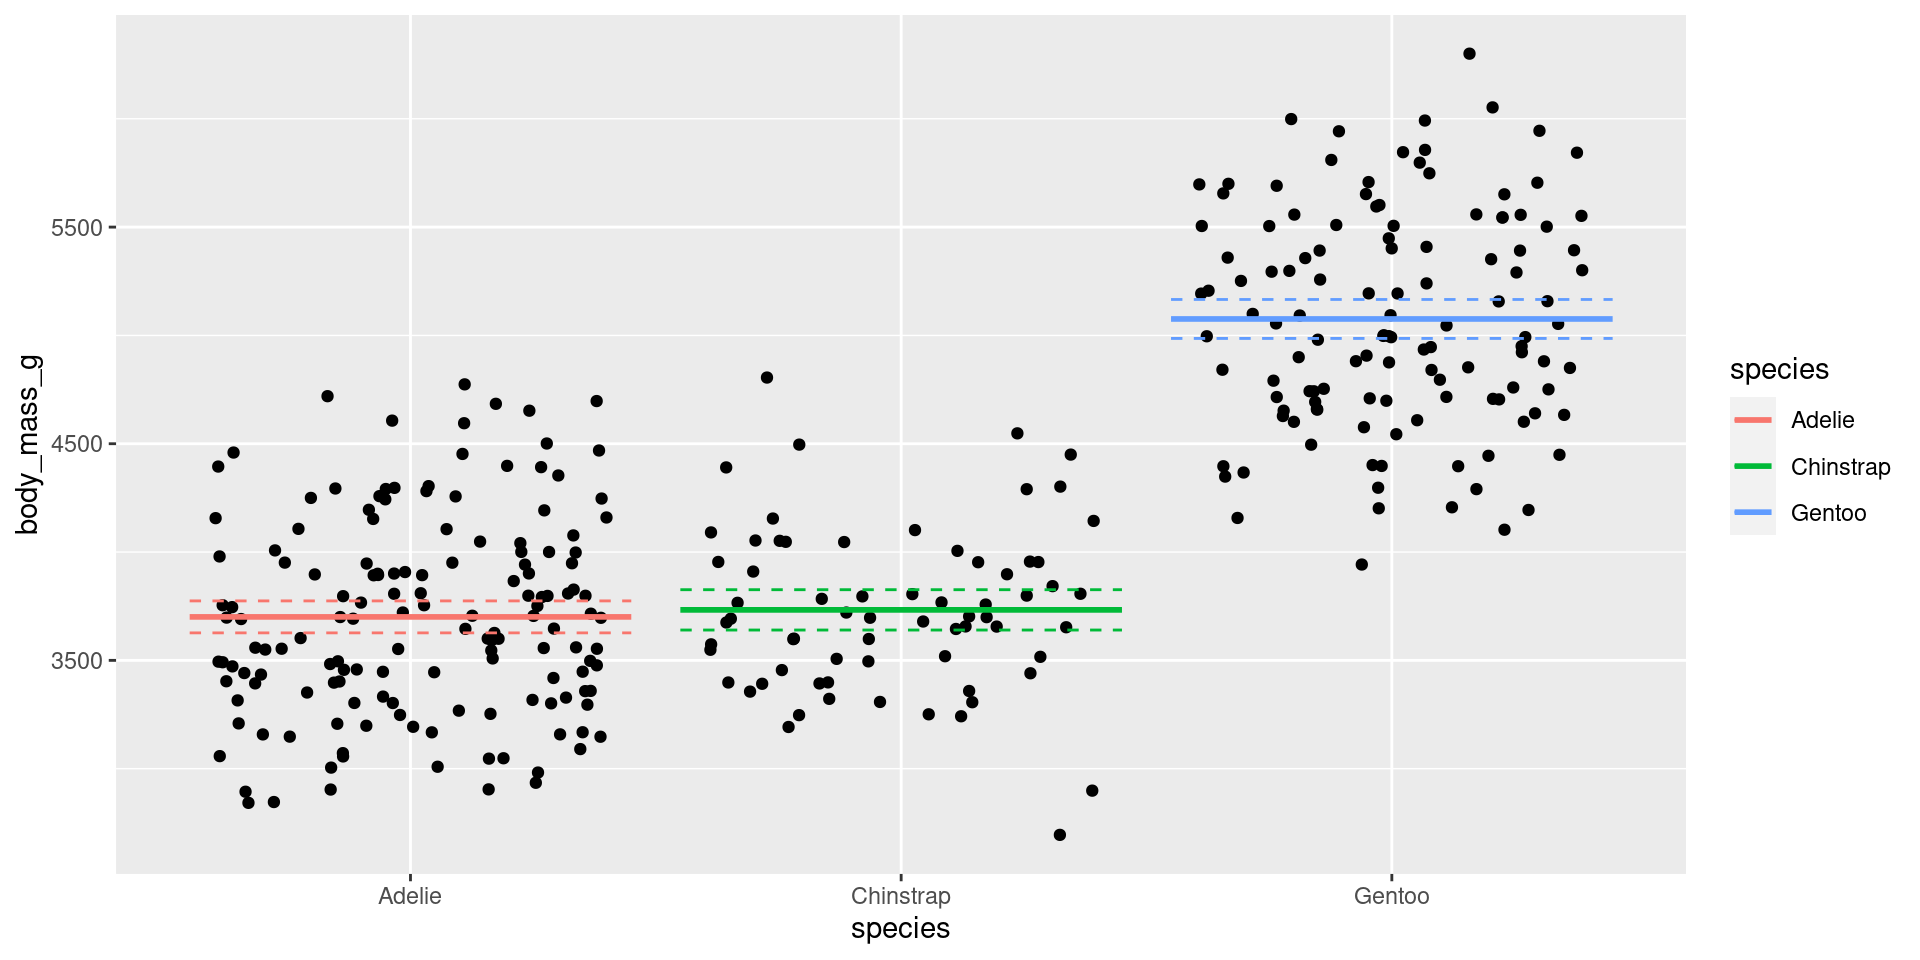 body_mass_g
5500
4500
3500
Adelie
Chinstrap
Gentoo
species
species
Adelie
Chinstrap
Gentoo